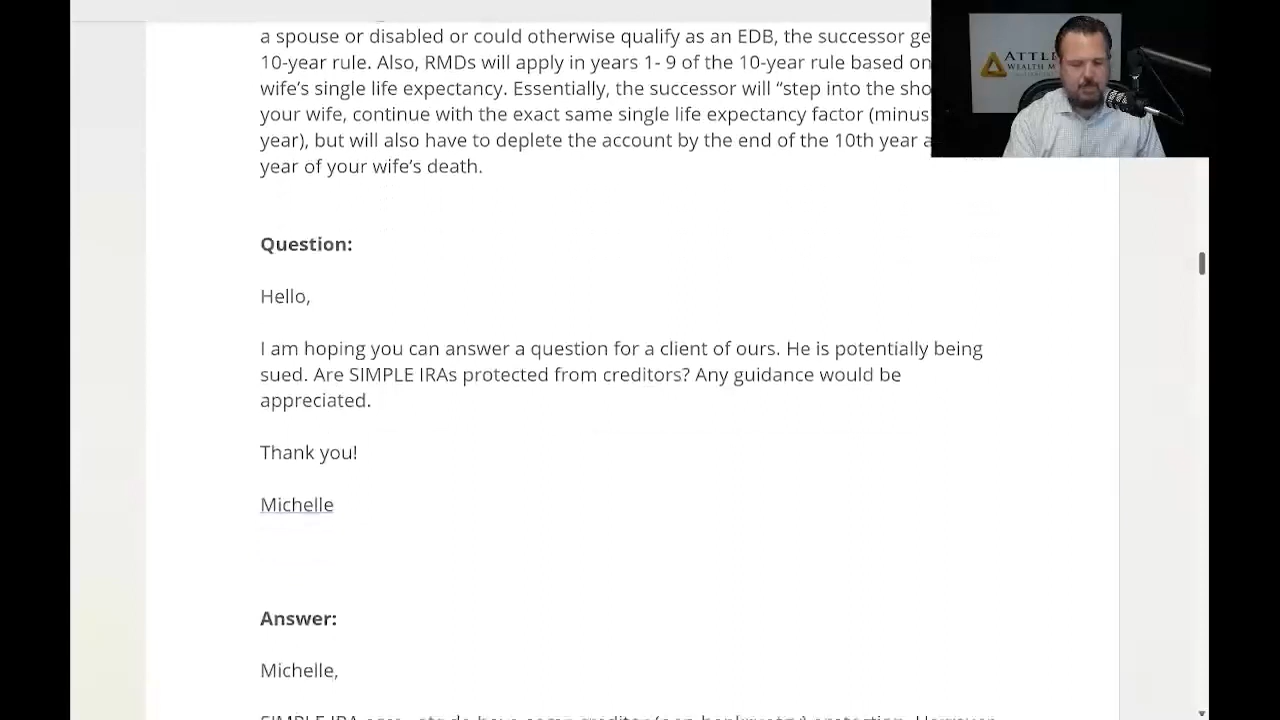 a spouse or disabled or could otherwise qualify as an EDB, the successor
10-year rule. Also, RMDs will apply in years 1- 9 of the 10-year rule based on
wife's single life expectancy. Essentially, the successor will “step into the
your wife, continue with the exact same single life expectancy factor (minus
year), but will also have to deplete the account by the end of the 10th year
year of your wife's death.
Question:
Hello,
I am hoping you can answer a question for a client of ours. He is potentially being
sued. Are SIMPLE IRAs protected from creditors? Any guidance would be
appreciated.
Thank you!
Michelle
Answer:
Michelle,
WEALTH